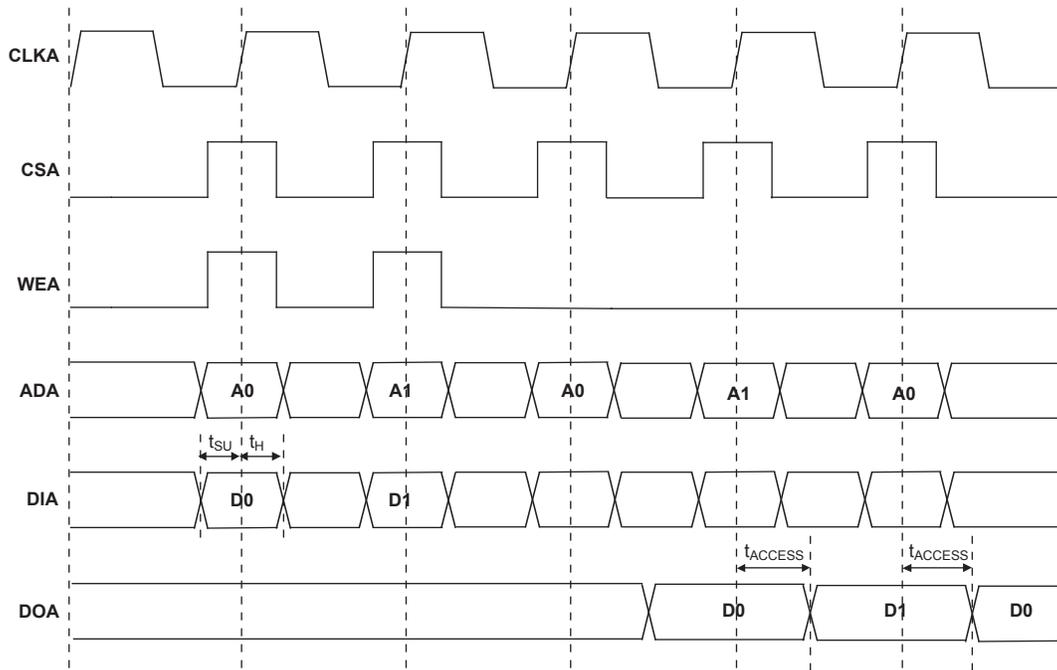 CLKA
CSA
WEA
ADA A0 A1 A0 A1 A0
tSU tH
DIA D0 D1
tACCESS tACCESS
DOA D0 D1 D0